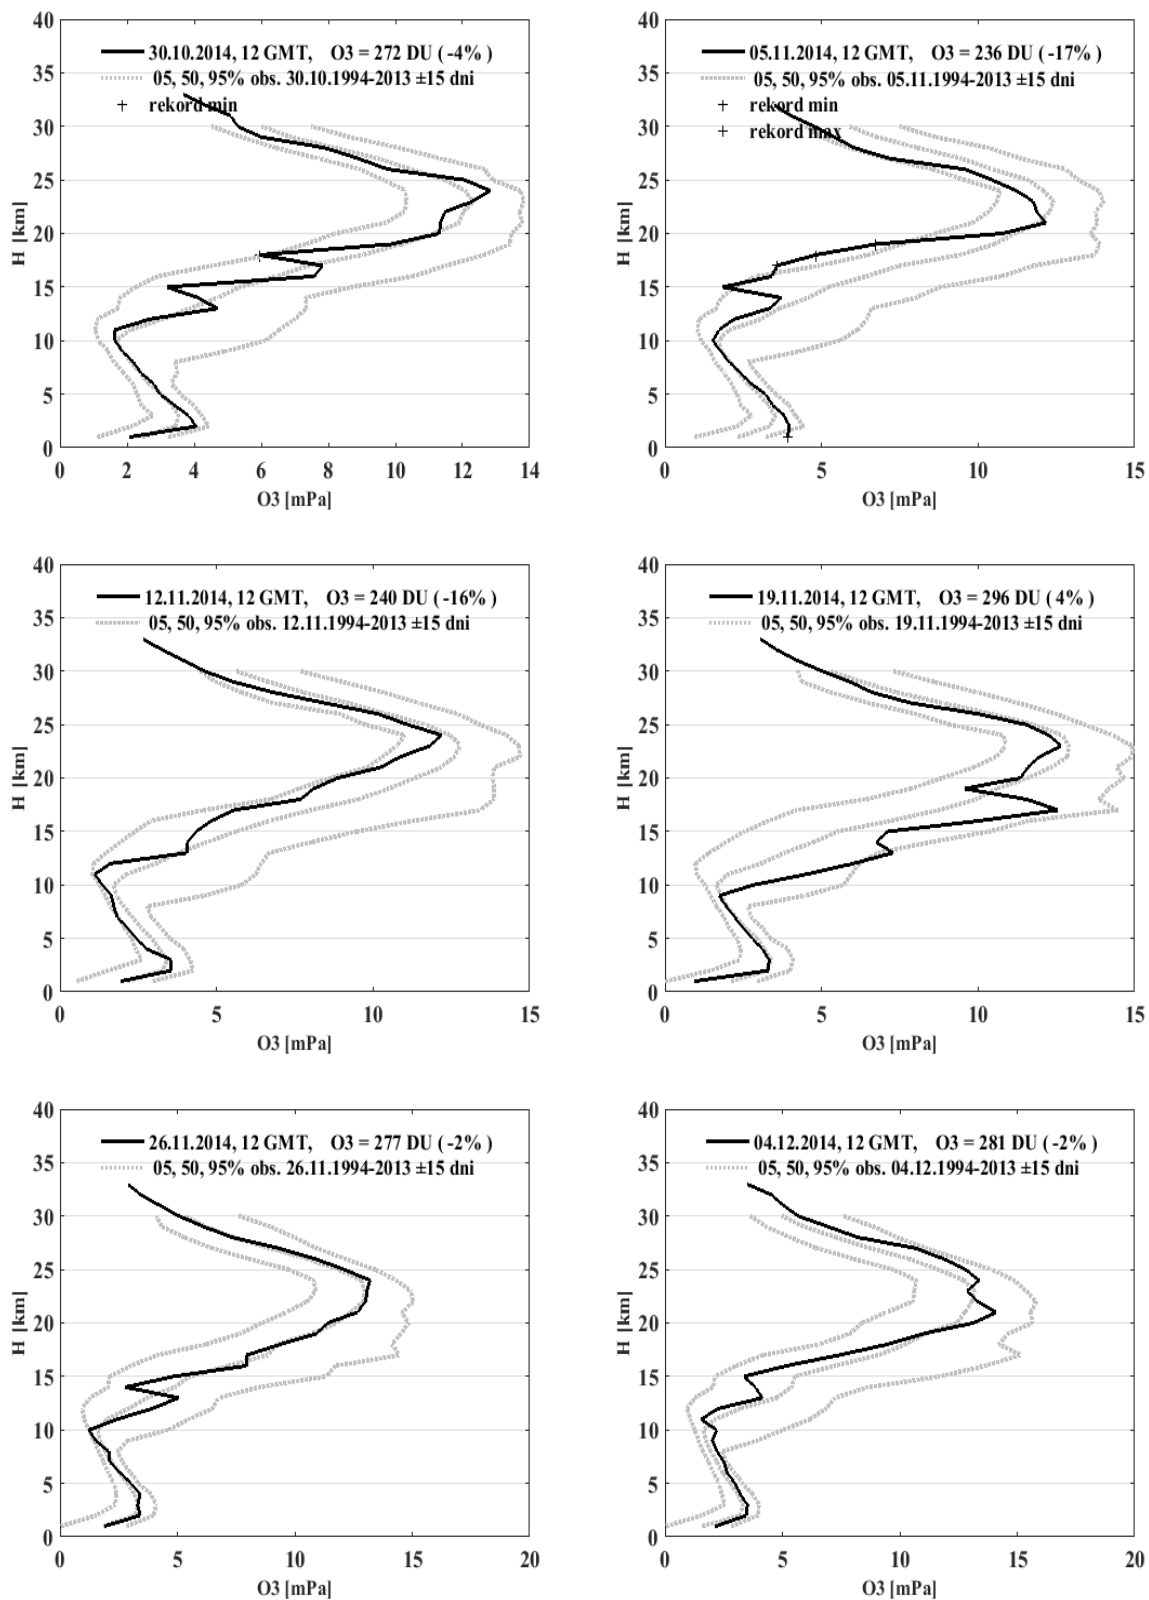 40
35
30
25
20
15
10
5
0
H [km]
30.10.2014, 12 GMT, O3 = 272 DU ( -4% )
05, 50, 95% obs. 30.10.1994-2013 ±15 dni
rekord min
0 2 4 6 8 10 12 14
O3 [mPa]
40
35
30
25
20
15
10
5
0
H [km]
05.11.2014, 12 GMT, O3 = 236 DU ( -17% )
05, 50, 95% obs. 05.11.1994-2013 ±15 dni
rekord min
rekord max
0 5 10 15
O3 [mPa]
40
35
30
25
20
15
10
5
0
H [km]
12.11.2014, 12 GMT, O3 = 240 DU ( -16% )
05, 50, 95% obs. 12.11.1994-2013 ±15 dni
0 5 10 15
O3 [mPa]
40
35
30
25
20
15
10
5
0
H [km]
19.11.2014, 12 GMT, O3 = 296 DU ( 4% )
05, 50, 95% obs. 19.11.1994-2013 ±15 dni
0 5 10 15
O3 [mPa]
40
35
30
25
20
15
10
5
0
H [km]
26.11.2014, 12 GMT, O3 = 277 DU ( -2% )
05, 50, 95% obs. 26.11.1994-2013 ±15 dni
0 5 10 15 20
O3 [mPa]
40
35
30
25
20
15
10
5
0
H [km]
04.12.2014, 12 GMT, O3 = 281 DU ( -2% )
05, 50, 95% obs. 04.12.1994-2013 ±15 dni
0 5 10 15 20
O3 [mPa]